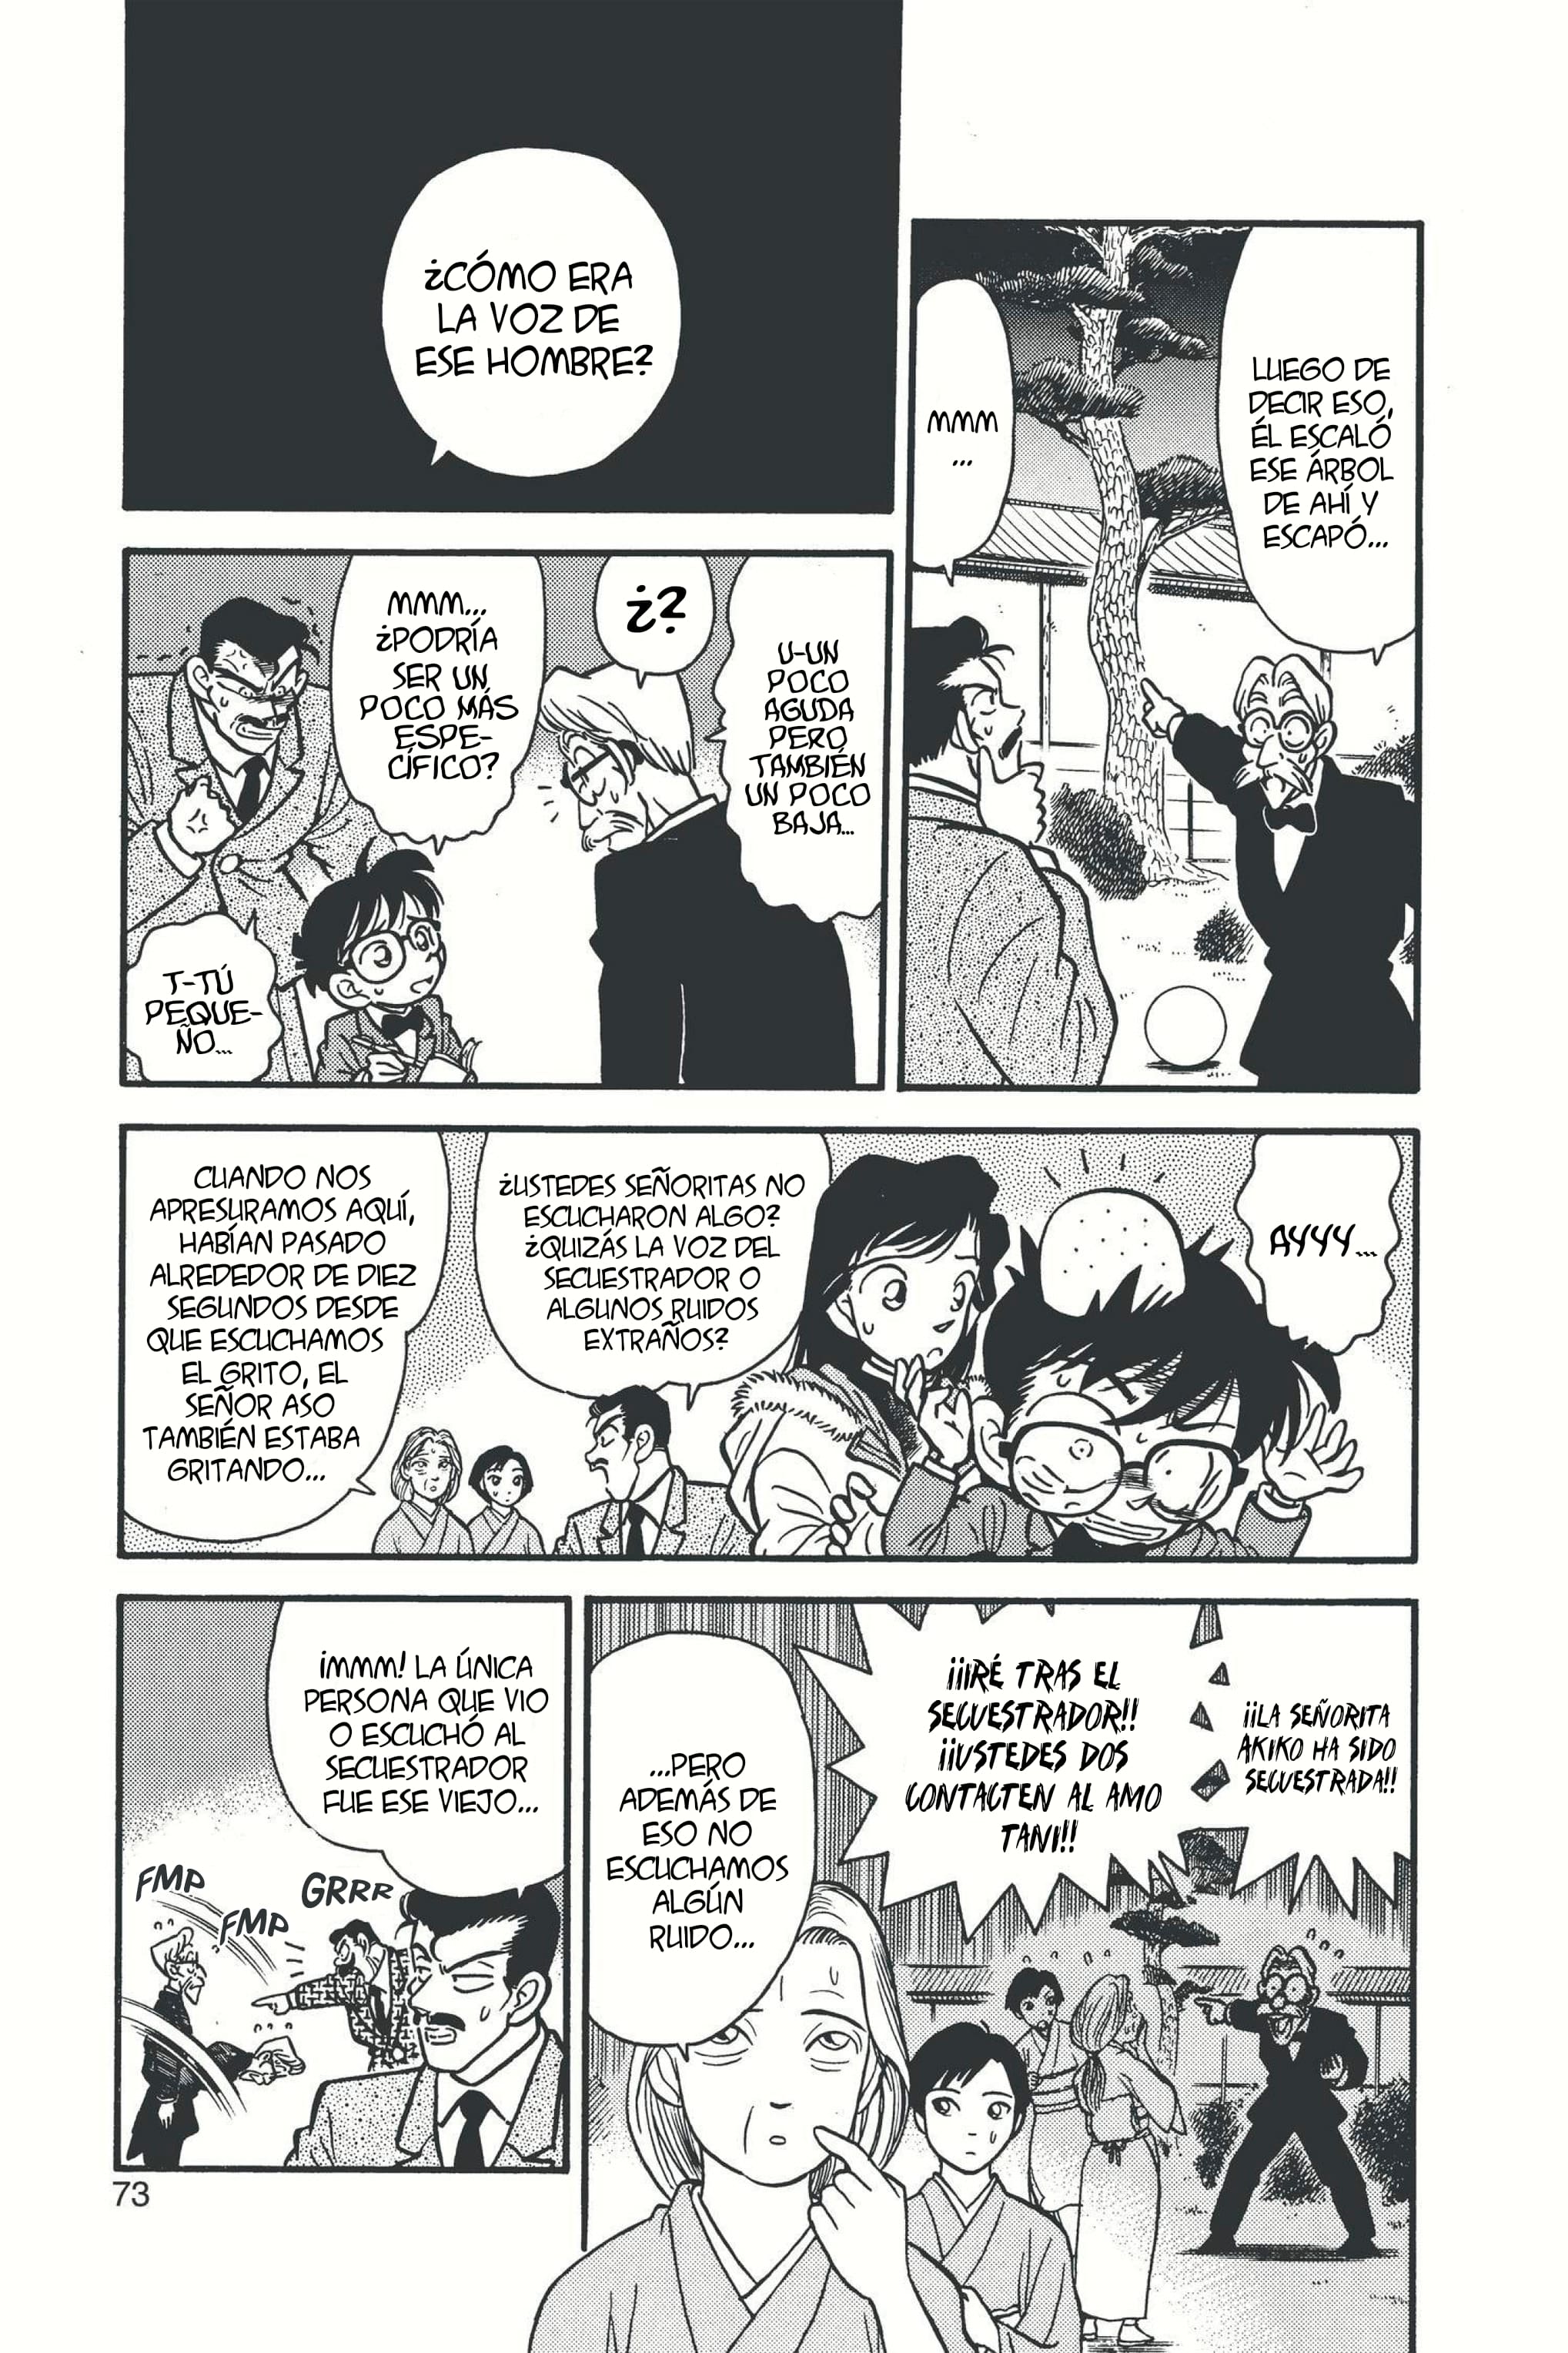 LUEGO DE
DECIR ESO,
ÉL ESCALÓ
ESE ÁRBOL
DE AHÍ Y
ESCAPÓ...
MMM
...
¿CÓMO ERA
LA VOZ DE
ESE HOMBRE?
U-UN
POCO
AGUDA
PERO
TAMBIÉN
UN POCO
BAJA...
¿?
MMM...
¿PODRÍA
SER UN
POCO MÁS
ESPE-
CÍFICO?
T-TÚ
PEQUE-
ÑO...
AYYY...
¿USTEDES SEÑORITAS NO
ESCUCHARON ALGO?
¿QUIZÁS LA VOZ DEL
SECUESTRADOR O
ALGUNOS RUIDOS
EXTRAÑOS?
CUANDO NOS
APRESURAMOS AQUÍ,
HABÍAN PASADO
ALREDEDOR DE DIEZ
SEGUNDOS DESDE
QUE ESCUCHAMOS
EL GRITO, EL
SEÑOR ASO
TAMBIÉN ESTABA
GRITANDO...
¡¡LA SEÑORITA
AKIKO HA SIDO
SECUESTRADA!!
¡¡IRÉ TRAS EL
SECUESTRADOR!!
¡¡USTEDES DOS
CONTACTEN AL AMO
TANI!!
...PERO
ADEMÁS DE
ESO NO
ESCUCHAMOS
ALGÚN
RUIDO...
¡MMM! LA ÚNICA
PERSONA QUE VIO
O ESCUCHÓ AL
SECUESTRADOR
FUE ESE VIEJO...
GRRR
FMP
FMP
73